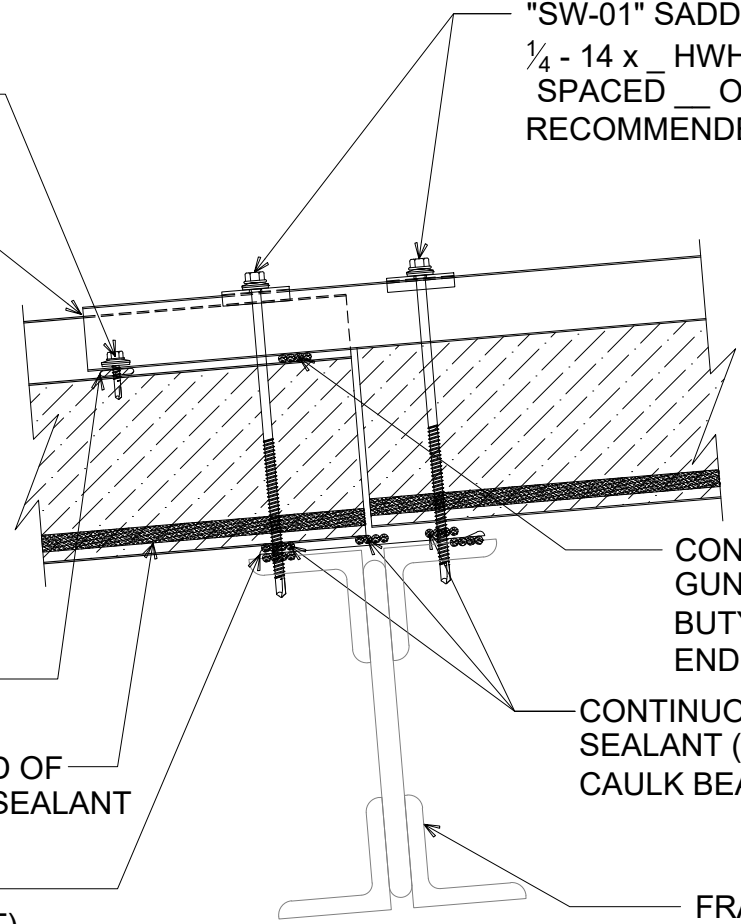 "SW-01" SADD
¼ - 14 x _ HWH
SPACED __ O
RECOMMENDE
CON
GUN
BUTY
END
CONTINUO
SEALANT (
CAULK BEA
D OF
SEALANT
FRA